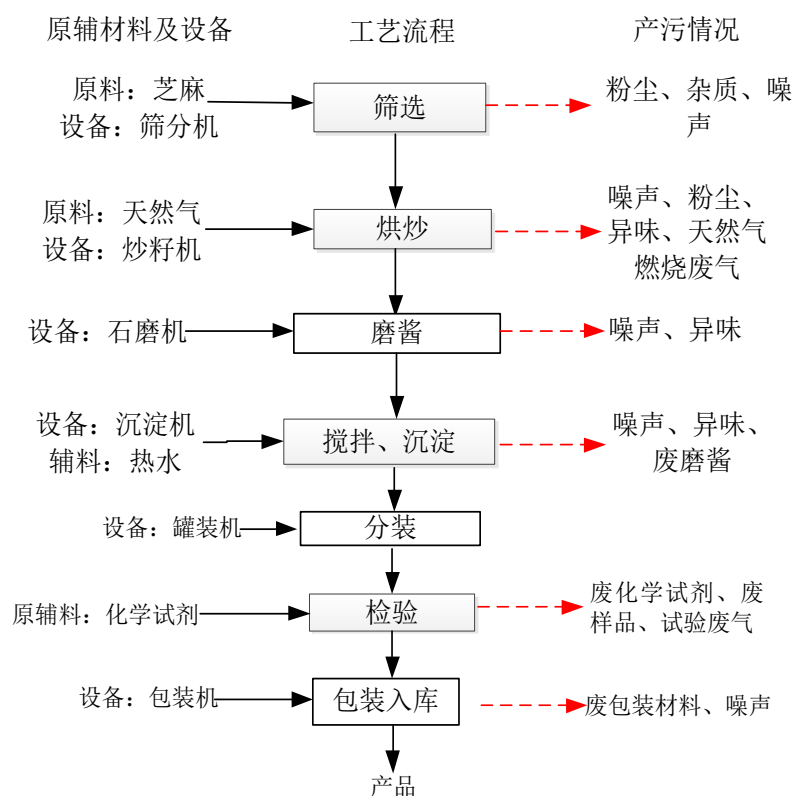 原辅材料及设备 工艺流程 产污情况
原料：芝麻
设备：筛分机
筛选
粉尘、杂质、噪
声
原料：天然气
设备：炒籽机
烘炒
噪声、粉尘、
异味、天然气
燃烧废气
设备：石磨机
磨酱
噪声、异味
设备：沉淀机
辅料：热水
搅拌、沉淀
噪声、异味、
废磨酱
设备：罐装机
分装
原辅料：化学试剂
检验
废化学试剂、废
样品、试验废气
设备：包装机
包装入库
废包装材料、噪声
产品